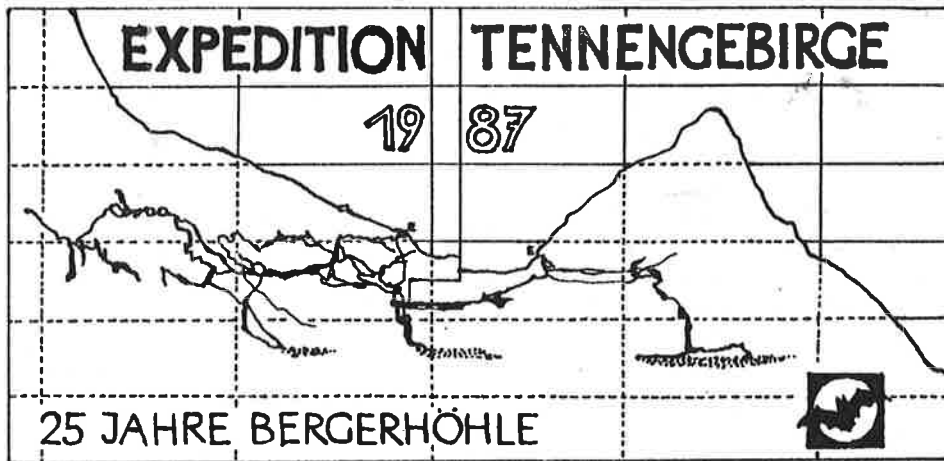 EXPEDITION TENNENGEBIRGE
19 87
E
E
25 JAHRE BERGERHÖHLE